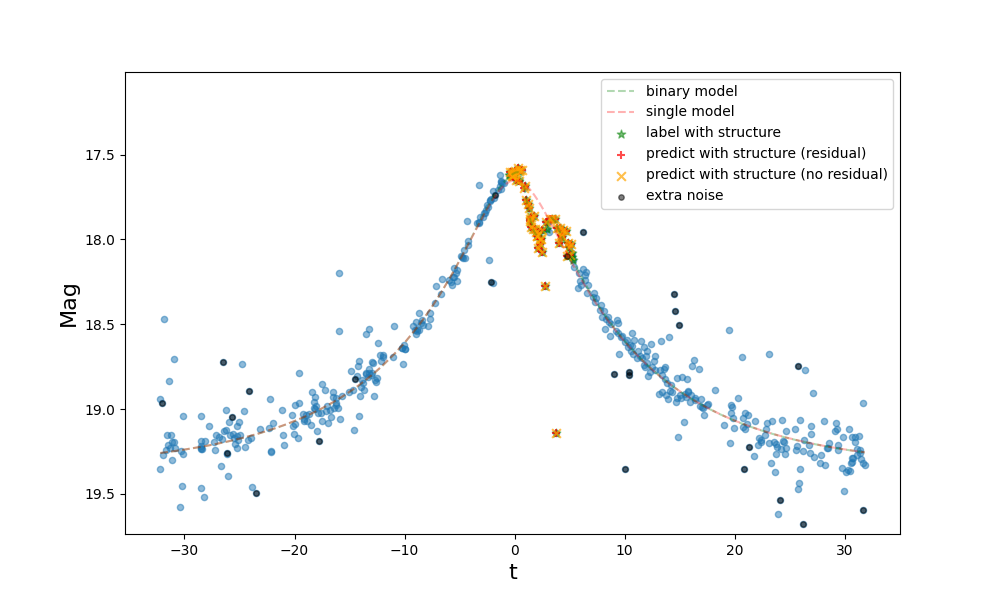 binary model
single model
label with structure
predict with structure (residual)
predict with structure (no residual)
extra noise
17.5
18.0
18.5
19.0
19.5
Mag
−30
−20
−10
0
10
20
30
t